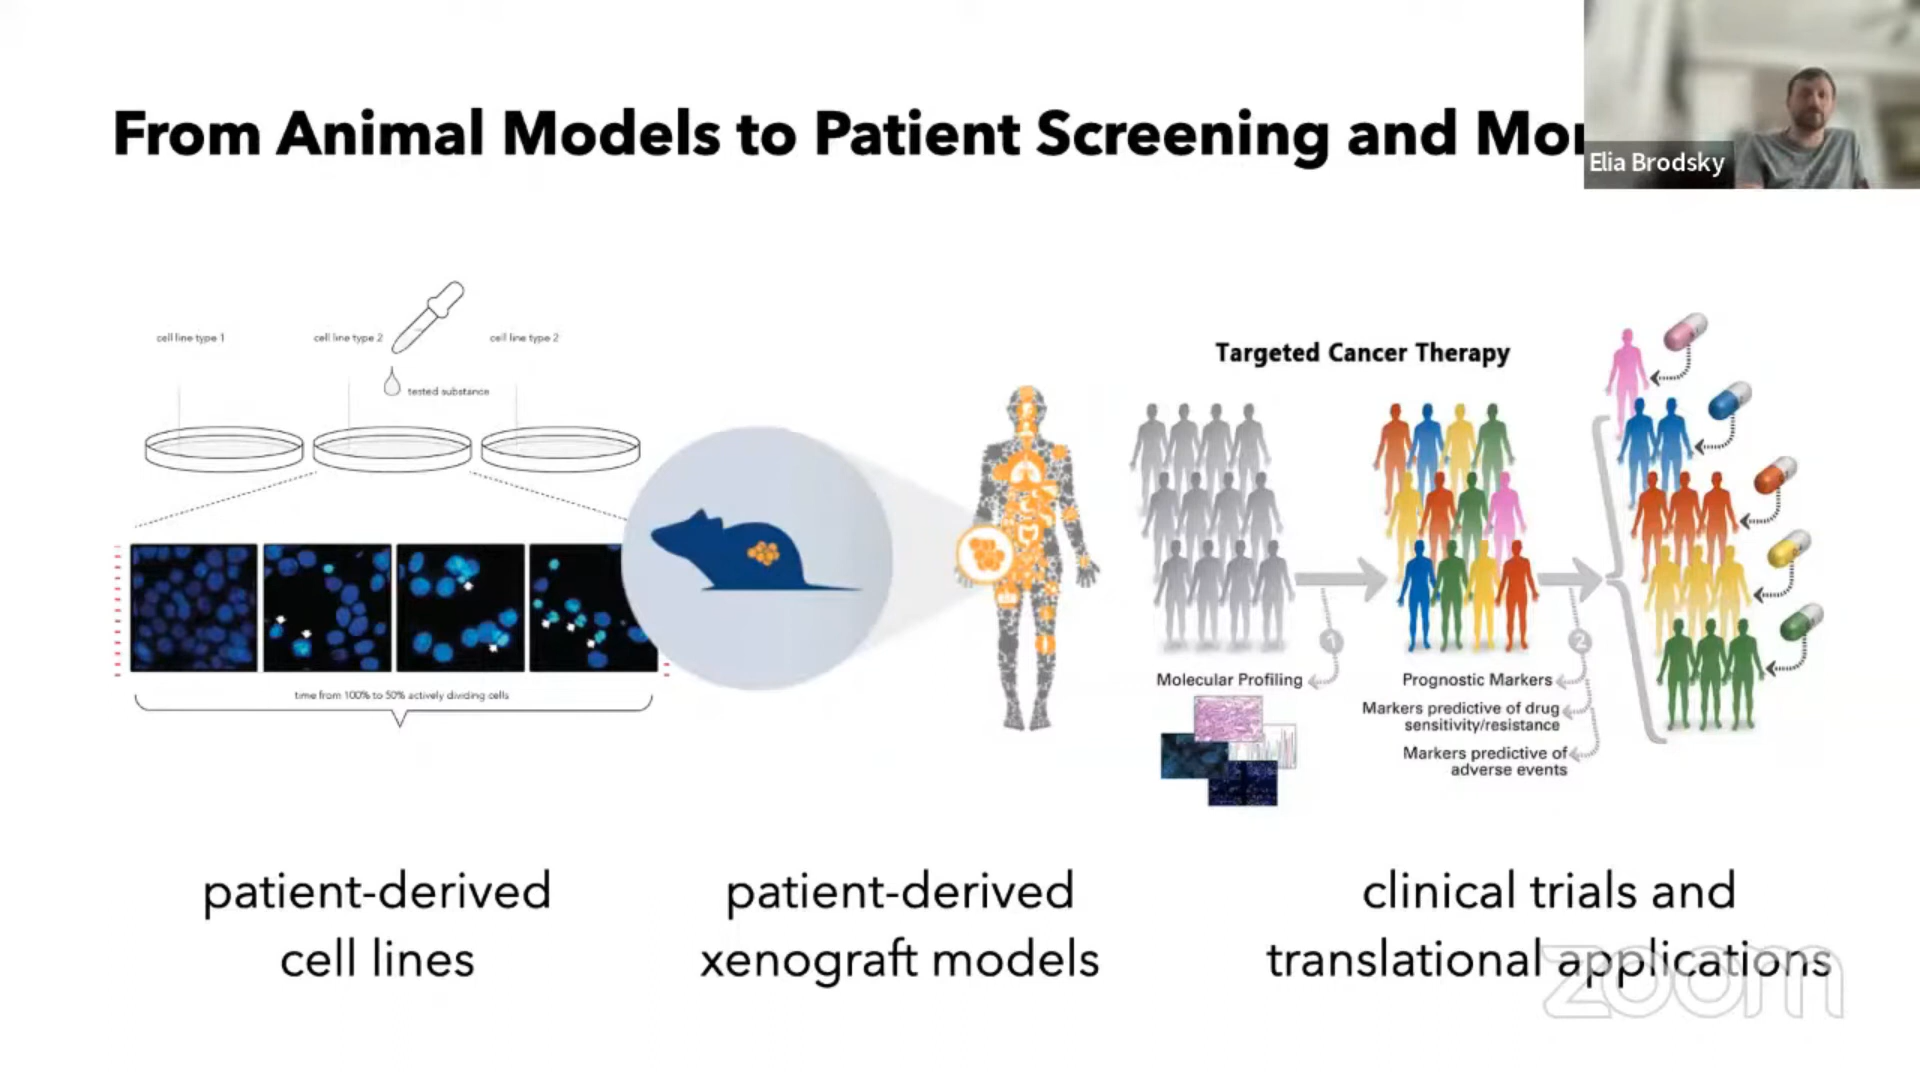 From Animal Models to Patient Screening and Mor
Elia Brodsky
cell line type 1
cell line type 2
cell line type 2
tested substance
time from 100% to 50% actively dividing cells
Targeted Cancer Therapy
1
2
Molecular Profiling
Prognostic Markers
Markers predictive of drug
sensitivity/resistance
Markers predictive of
adverse events
patient-derived
cell lines
patient-derived
xenograft models
clinical trials and
translational applications
zoom